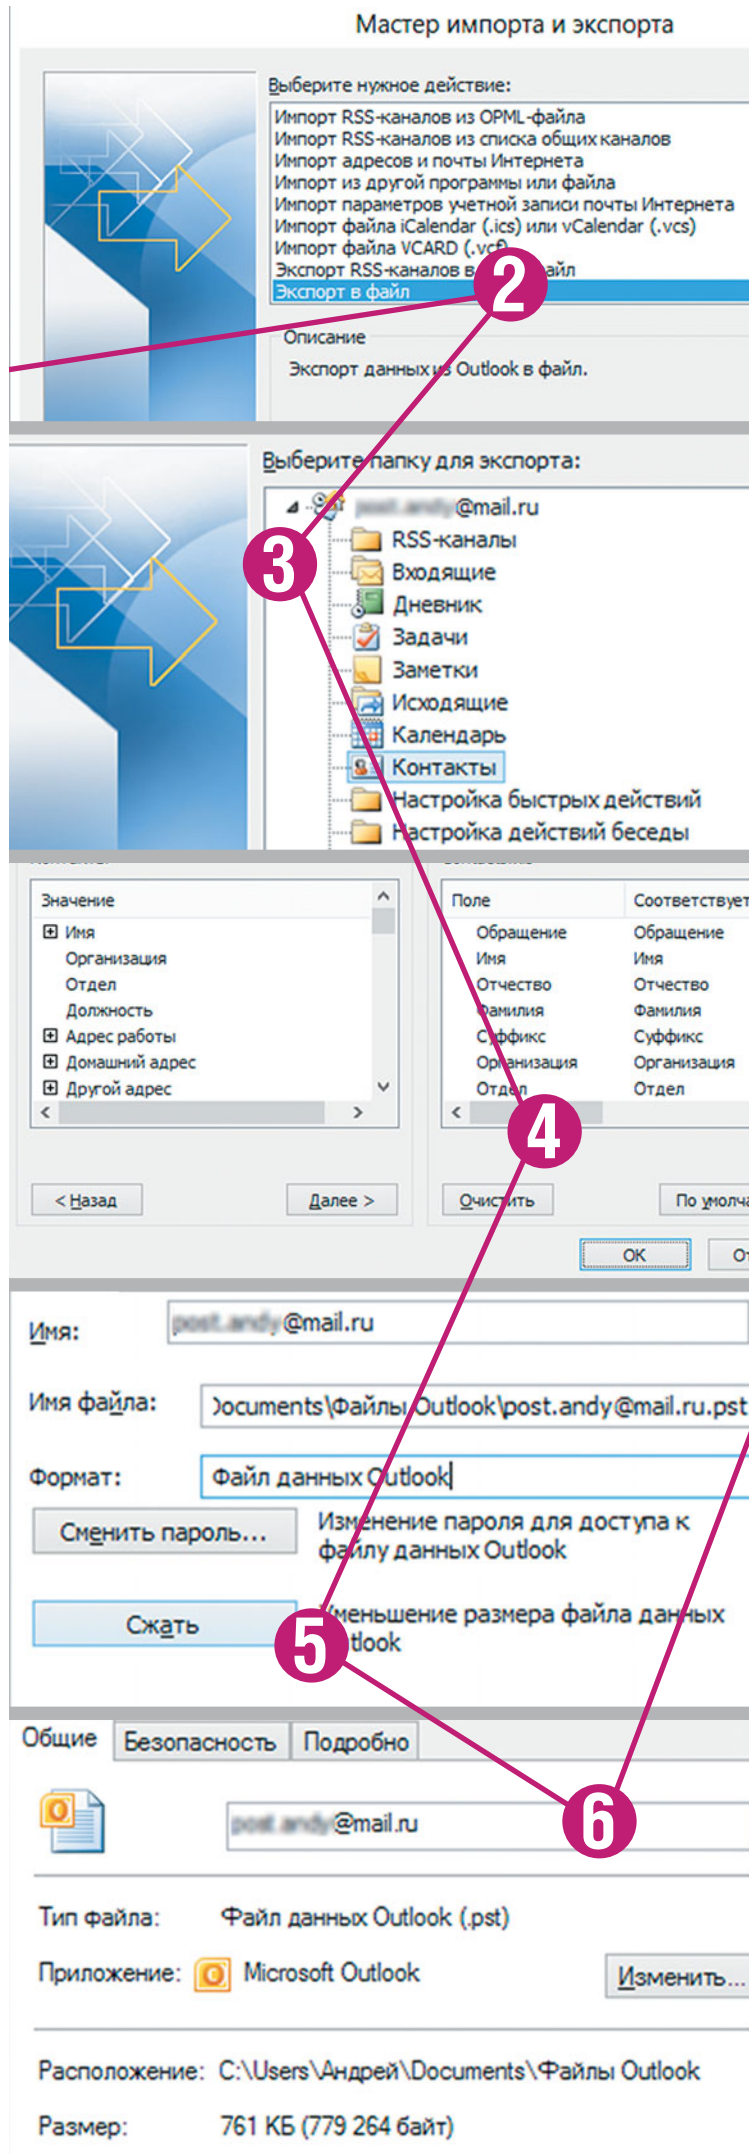 Мастер импорта и экспорта
Выберите нужное действие:
Импорт RSS-каналов из OPML-файла
Импорт RSS-каналов из списка общих каналов
Импорт адресов и почты Интернета
Импорт из другой программы или файла
Импорт параметров учетной записи почты Интернета
Импорт файла iCalendar (.ics) или vCalendar (.vcs)
Импорт файла VCARD (.vcf)
Экспорт RSS-каналов в айл
Экспорт в файл
2
Описание
Экспорт данных из Outlook в файл.
Выберите папку для экспорта:
@mail.ru
3
RSS-каналы
Входящие
Дневник
Задачи
Заметки
Исходящие
Календарь
Контакты
Настройка быстрых действий
Настройка действий беседы
Значение
Имя
Организация
Отдел
Должность
Адрес работы
Домашний адрес
Другой адрес
Поле Соответствует
Обращение Обращение
Имя Имя
Отчество Отчество
Фамилия Фамилия
Суффикс Суффикс
Организация Организация
Отдел Отдел
4
< Назад Далее > Очистить По умолча
ОК От
Имя: @mail.ru
Имя файла: Documents\Файлы Outlook\post.andy@mail.ru.pst
Формат: Файл данных Outlook
Сменить пароль... Изменение пароля для доступа к
файлу данных Outlook
Сжать Уменьшение размера файла данных
5 tlook
Общие Безопасность Подробно
6
@mail.ru
Тип файла: Файл данных Outlook (.pst)
Приложение: Microsoft Outlook Изменить...
Расположение: C:\Users\Андрей\Documents\Файлы Outlook
Размер: 761 КБ (779 264 байт)